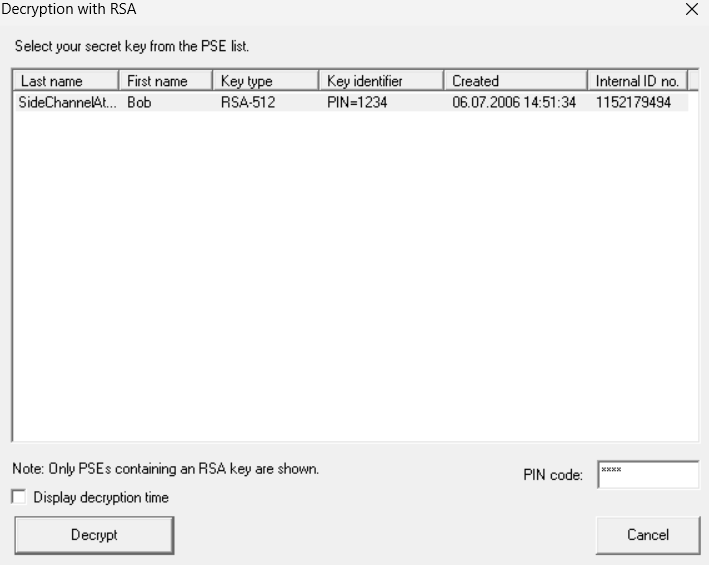 Decryption with RSA
Select your secret key from the PSE list.
Last name First name Key type Key identifier Created Internal ID no.
SideChannelAt... Bob RSA-512 PIN=1234 06.07.2006 14:51:34 1152179494
Note: Only PSEs containing an RSA key are shown.
PIN code: ****
Display decryption time
Decrypt Cancel